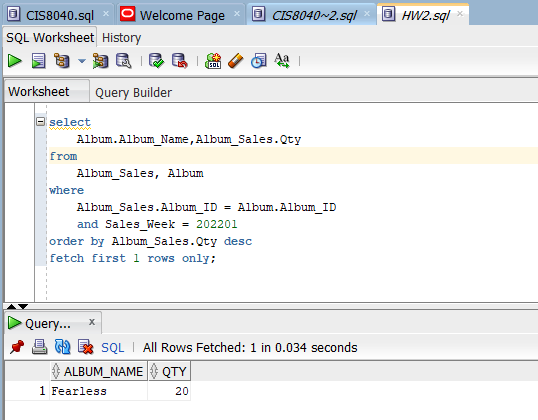 CIS8040.sql Welcome Page CIS8040~2.sql HW2.sql
SQL Worksheet History
SQL Aa
Worksheet Query Builder
select
Album.Album_Name,Album_Sales.Qty
from
Album_Sales, Album
where
Album_Sales.Album_ID = Album.Album_ID
and Sales_Week = 202201
order by Album_Sales.Qty desc
fetch first 1 rows only;
Query... x
SQL | All Rows Fetched: 1 in 0.034 seconds
ALBUM_NAME QTY
1 Fearless 20